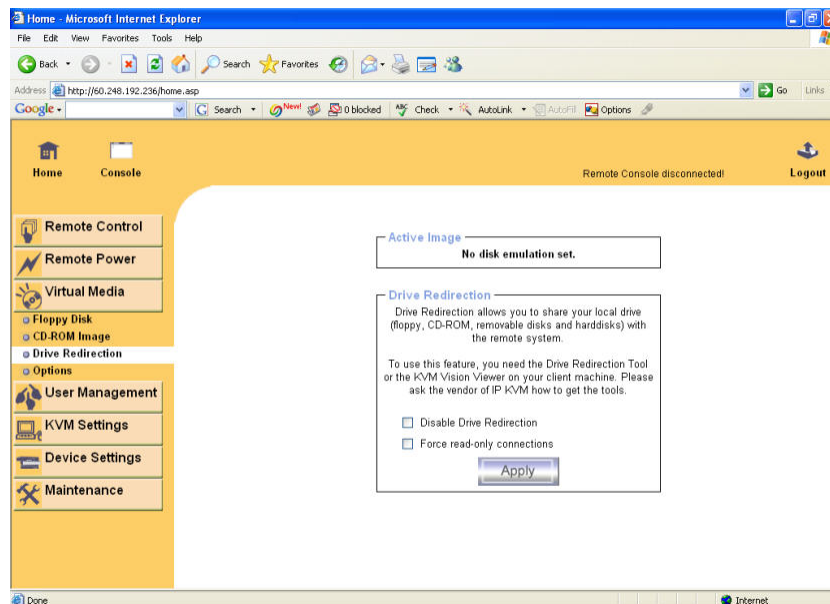 Home - Microsoft Internet Explorer
File Edit View Favorites Tools Help
Back Search Favorites
Address http://60.248.192.236/home.asp Go Links
Google Search New! 0 blocked ABC Check AutoLink AutoFill Options
Home Console Remote Console disconnected! Logout
Remote Control
Remote Power
Virtual Media
Floppy Disk
CD-ROM Image
Drive Redirection
Options
User Management
KVM Settings
Device Settings
Maintenance
Active Image
No disk emulation set.
Drive Redirection
Drive Redirection allows you to share your local drive
(floppy, CD-ROM, removable disks and harddisks) with
the remote system.
To use this feature, you need the Drive Redirection Tool
or the KVM Vision Viewer on your client machine. Please
ask the vendor of IP KVM how to get the tools.
Disable Drive Redirection
Force read-only connections
Apply
Done Internet